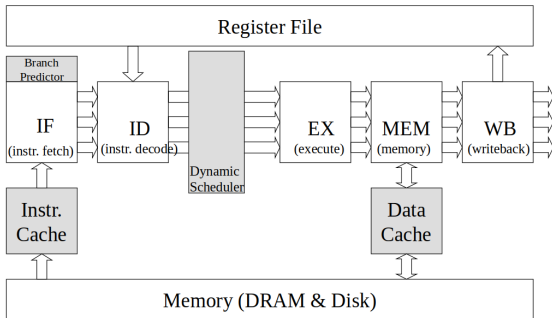 Register File
Branch
Predictor
IF
(instr. fetch)
ID
(instr. decode)
Dynamic
Scheduler
EX
(execute)
MEM
(memory)
WB
(writeback)
Instr.
Cache
Data
Cache
Memory (DRAM & Disk)